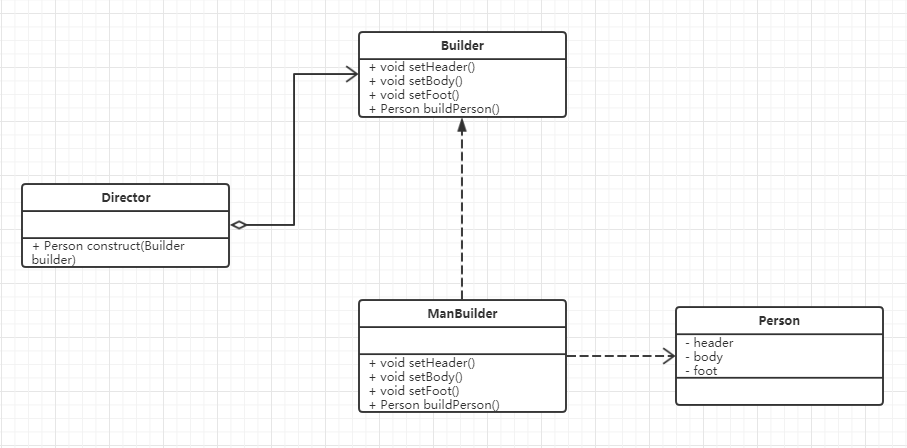 Builder
+ void setHeader()
+ void setBody()
+ void setFoot()
+ Person buildPerson()
Director
+ Person construct(Builder
builder)
ManBuilder
+ void setHeader()
+ void setBody()
+ void setFoot()
+ Person buildPerson()
Person
- header
- body
- foot